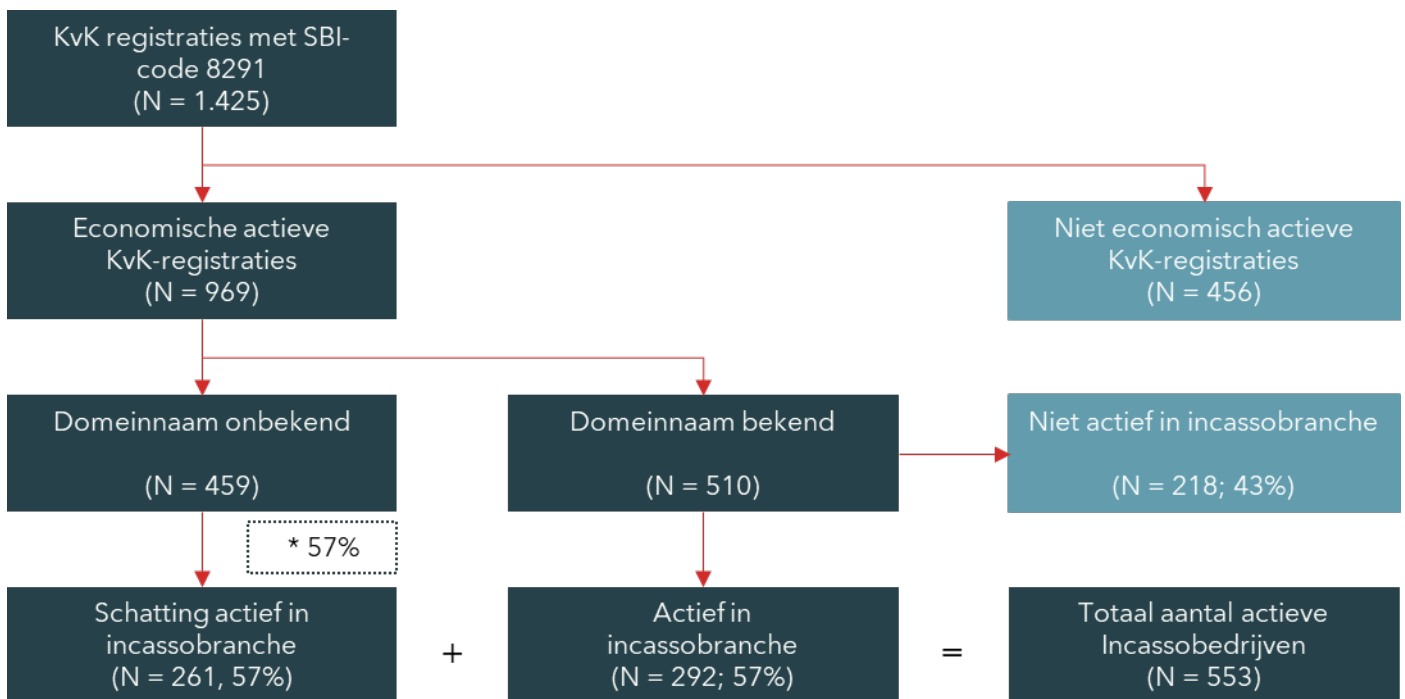 KvK registraties met SBI-
code 8291
(N = 1.425)
Economische actieve
KvK-registraties
(N = 969)
Niet economisch actieve
KvK-registraties
(N = 456)
Domeinnaam onbekend
(N = 459)
Domeinnaam bekend
(N = 510)
Niet actief in incassobranche
(N = 218; 43%)
* 57%
Schatting actief in
incassobranche
(N = 261, 57%)
+
Actief in
incassobranche
(N = 292; 57%)
=
Totaal aantal actieve
Incassobedrijven
(N = 553)